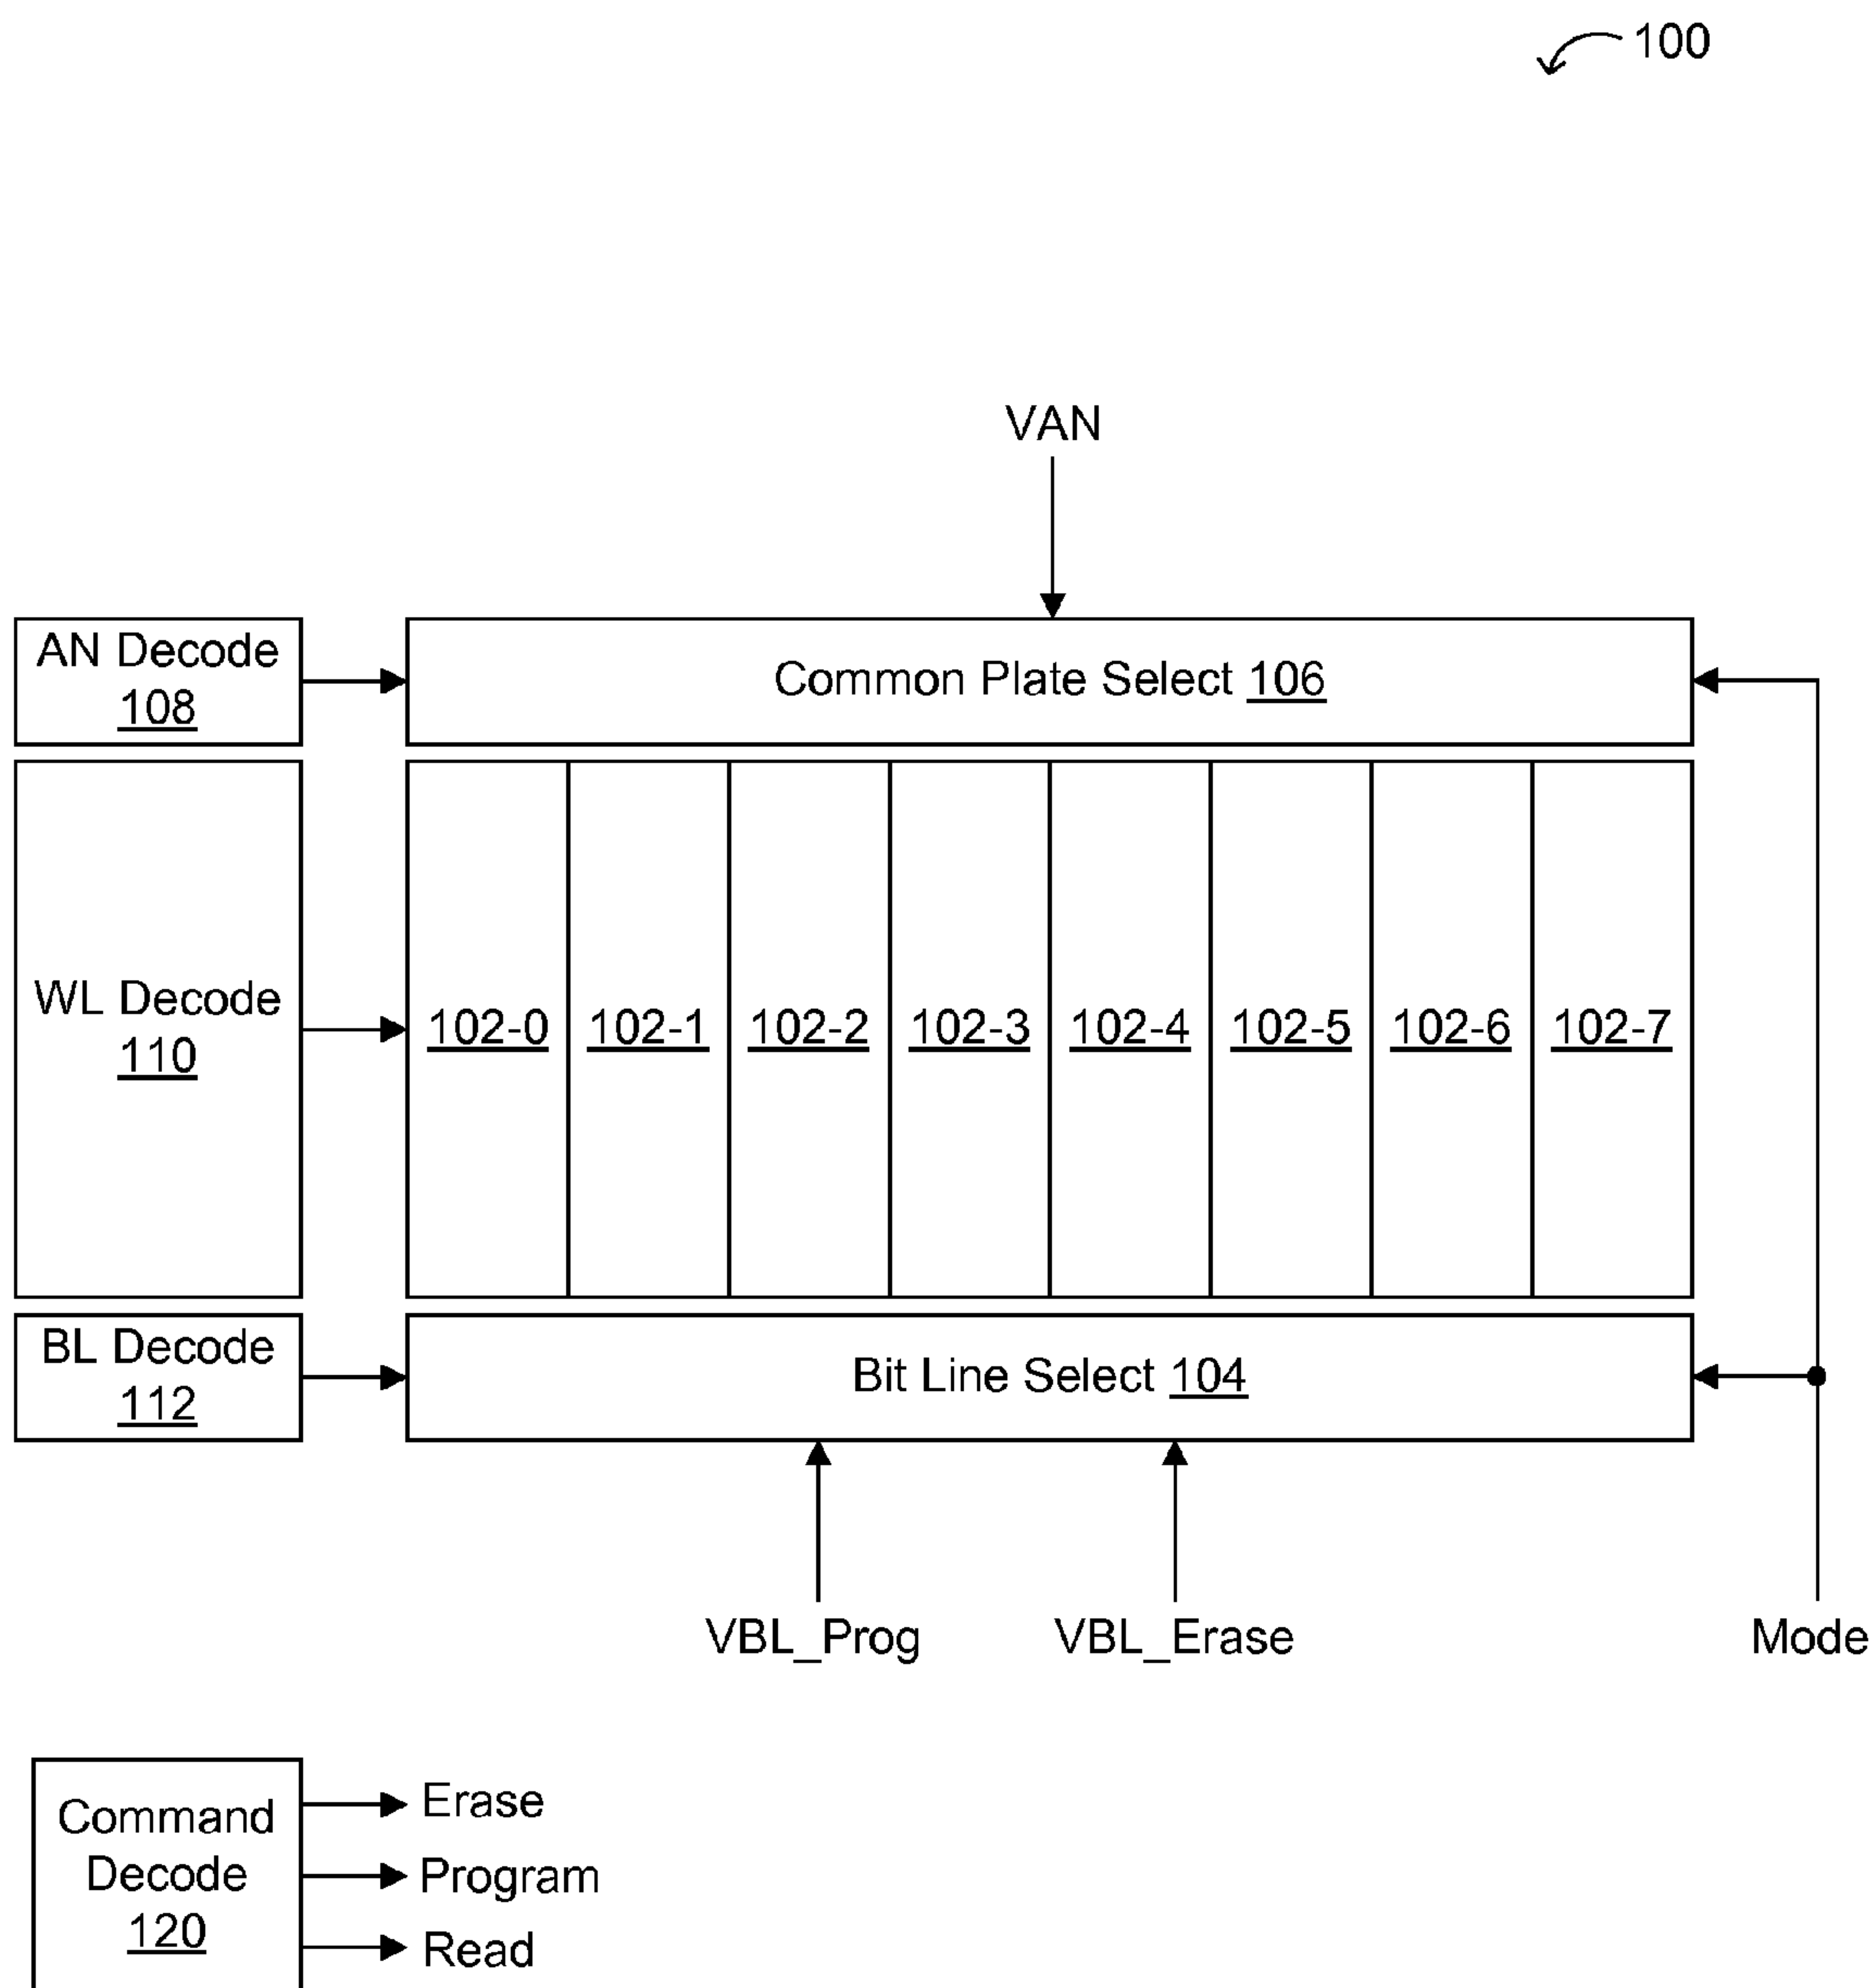 100
VAN
AN Decode
108
Common Plate Select 106
WL Decode
110
102-0 102-1 102-2 102-3 102-4 102-5 102-6 102-7
BL Decode
112
Bit Line Select 104
VBL_Prog VBL_Erase Mode
Command
Decode
120
Erase
Program
Read